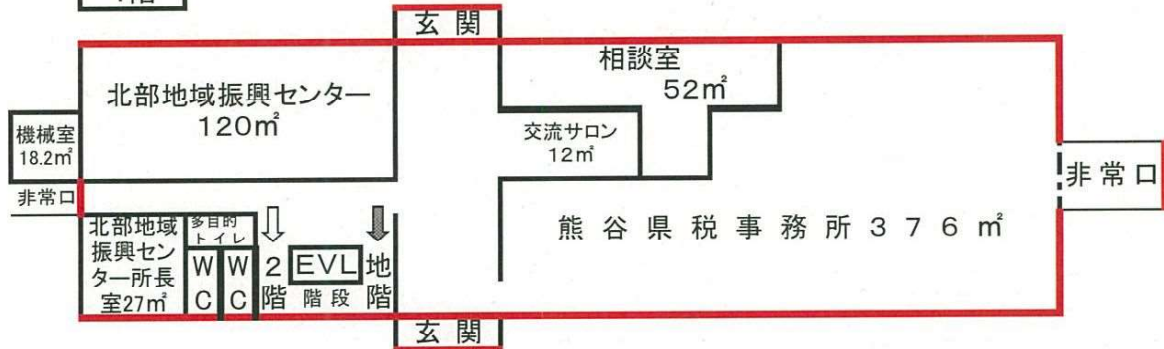 玄関
相談室
52㎡
北部地域振興センター
120㎡
機械室
18.2㎡
交流サロン
12㎡
非常口
非常口
熊谷県税事務所376㎡
北部地域
振興セン
ター所長
室27㎡
多目的
トイレ
WC
WC
2階
EVL
階段
地階
玄関